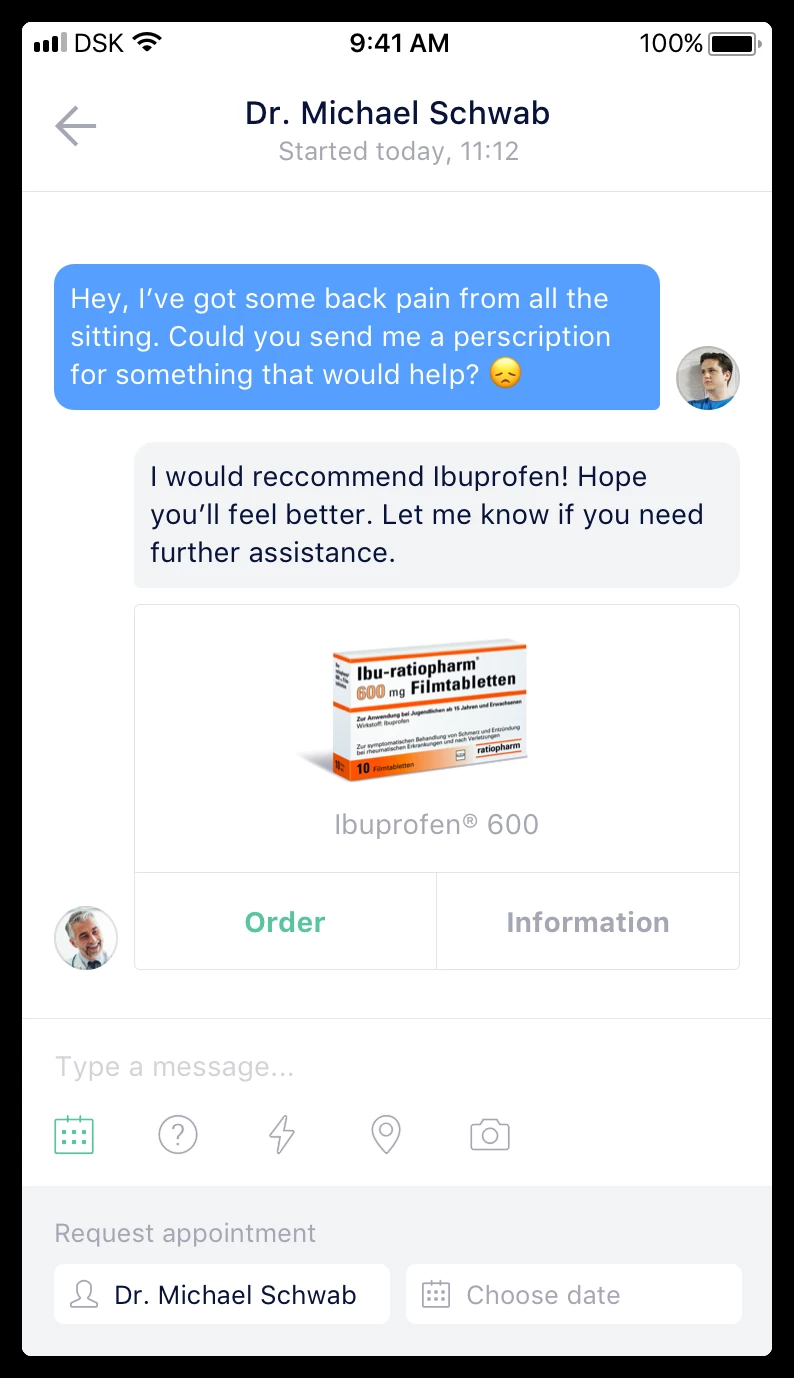 DSK 9:41 AM 100%
Dr. Michael Schwab
Started today, 11:12
Hey, I’ve got some back pain from all the
sitting. Could you send me a perscription
for something that would help? 😞
I would reccommend Ibuprofen! Hope
you’ll feel better. Let me know if you need
further assistance.
Ibu-ratiopharm®
600 mg Filmtabletten
Zur Anwendung bei Jugendlichen ab 15 Jahren und Erwachsenen
Wirkstoff: Ibuprofen
Zur symptomatischen Behandlung von Schmerz und Entzündung
bei rheumatischen Erkrankungen und nach Verletzungen
ratiopharm
10 Filmtabletten
Ibuprofen® 600
Order Information
Type a message...
Request appointment
Dr. Michael Schwab Choose date